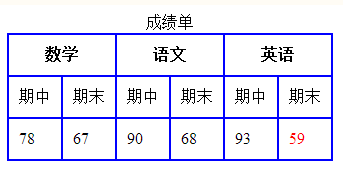 成绩单
数学 语文 英语
期中 期末 期中 期末 期中 期末
78 67 90 68 93 59